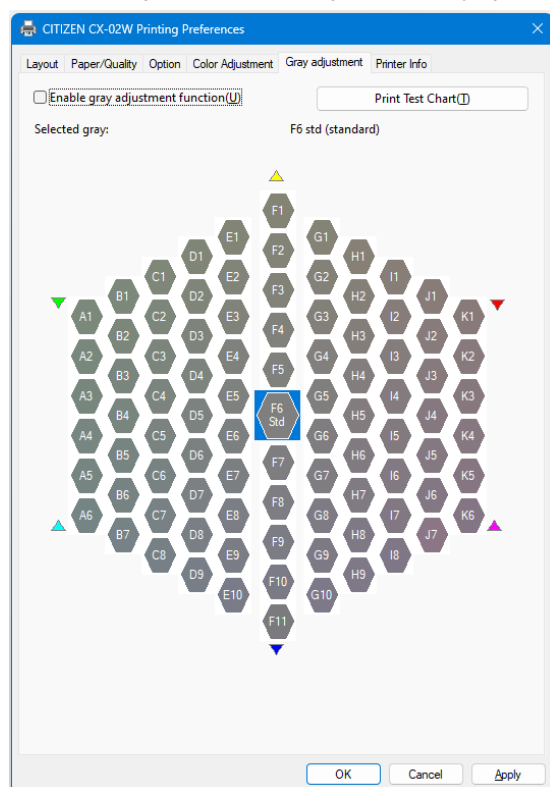 CITIZEN CX-02W Printing Preferences
Layout Paper/Quality Option Color Adjustment Gray adjustment Printer Info
Enable gray adjustment function(U) Print Test Chart(T)
Selected gray: F6 std (standard)
F1
E1 G1
D1 F2 H1
C1 E2 G2 I1
B1 D2 F3 H2 J1
A1 C2 E3 G3 I2 K1
B2 D3 F4 H3 J2
A2 C3 E4 G4 I3 K2
B3 D4 F5 H4 J3
A3 C4 E5 G5 I4 K3
B4 D5 F6 Std H5 J4
A4 C5 E6 G6 I5 K4
B5 D6 F7 H6 J5
A5 C6 E7 G7 I6 K5
B6 D7 F8 H7 J6
A6 C7 E8 G8 I7 K6
B7 D8 F9 H8 J7
C8 E9 G9 I8
D9 F10 H9
E10 G10
F11
OK Cancel Apply